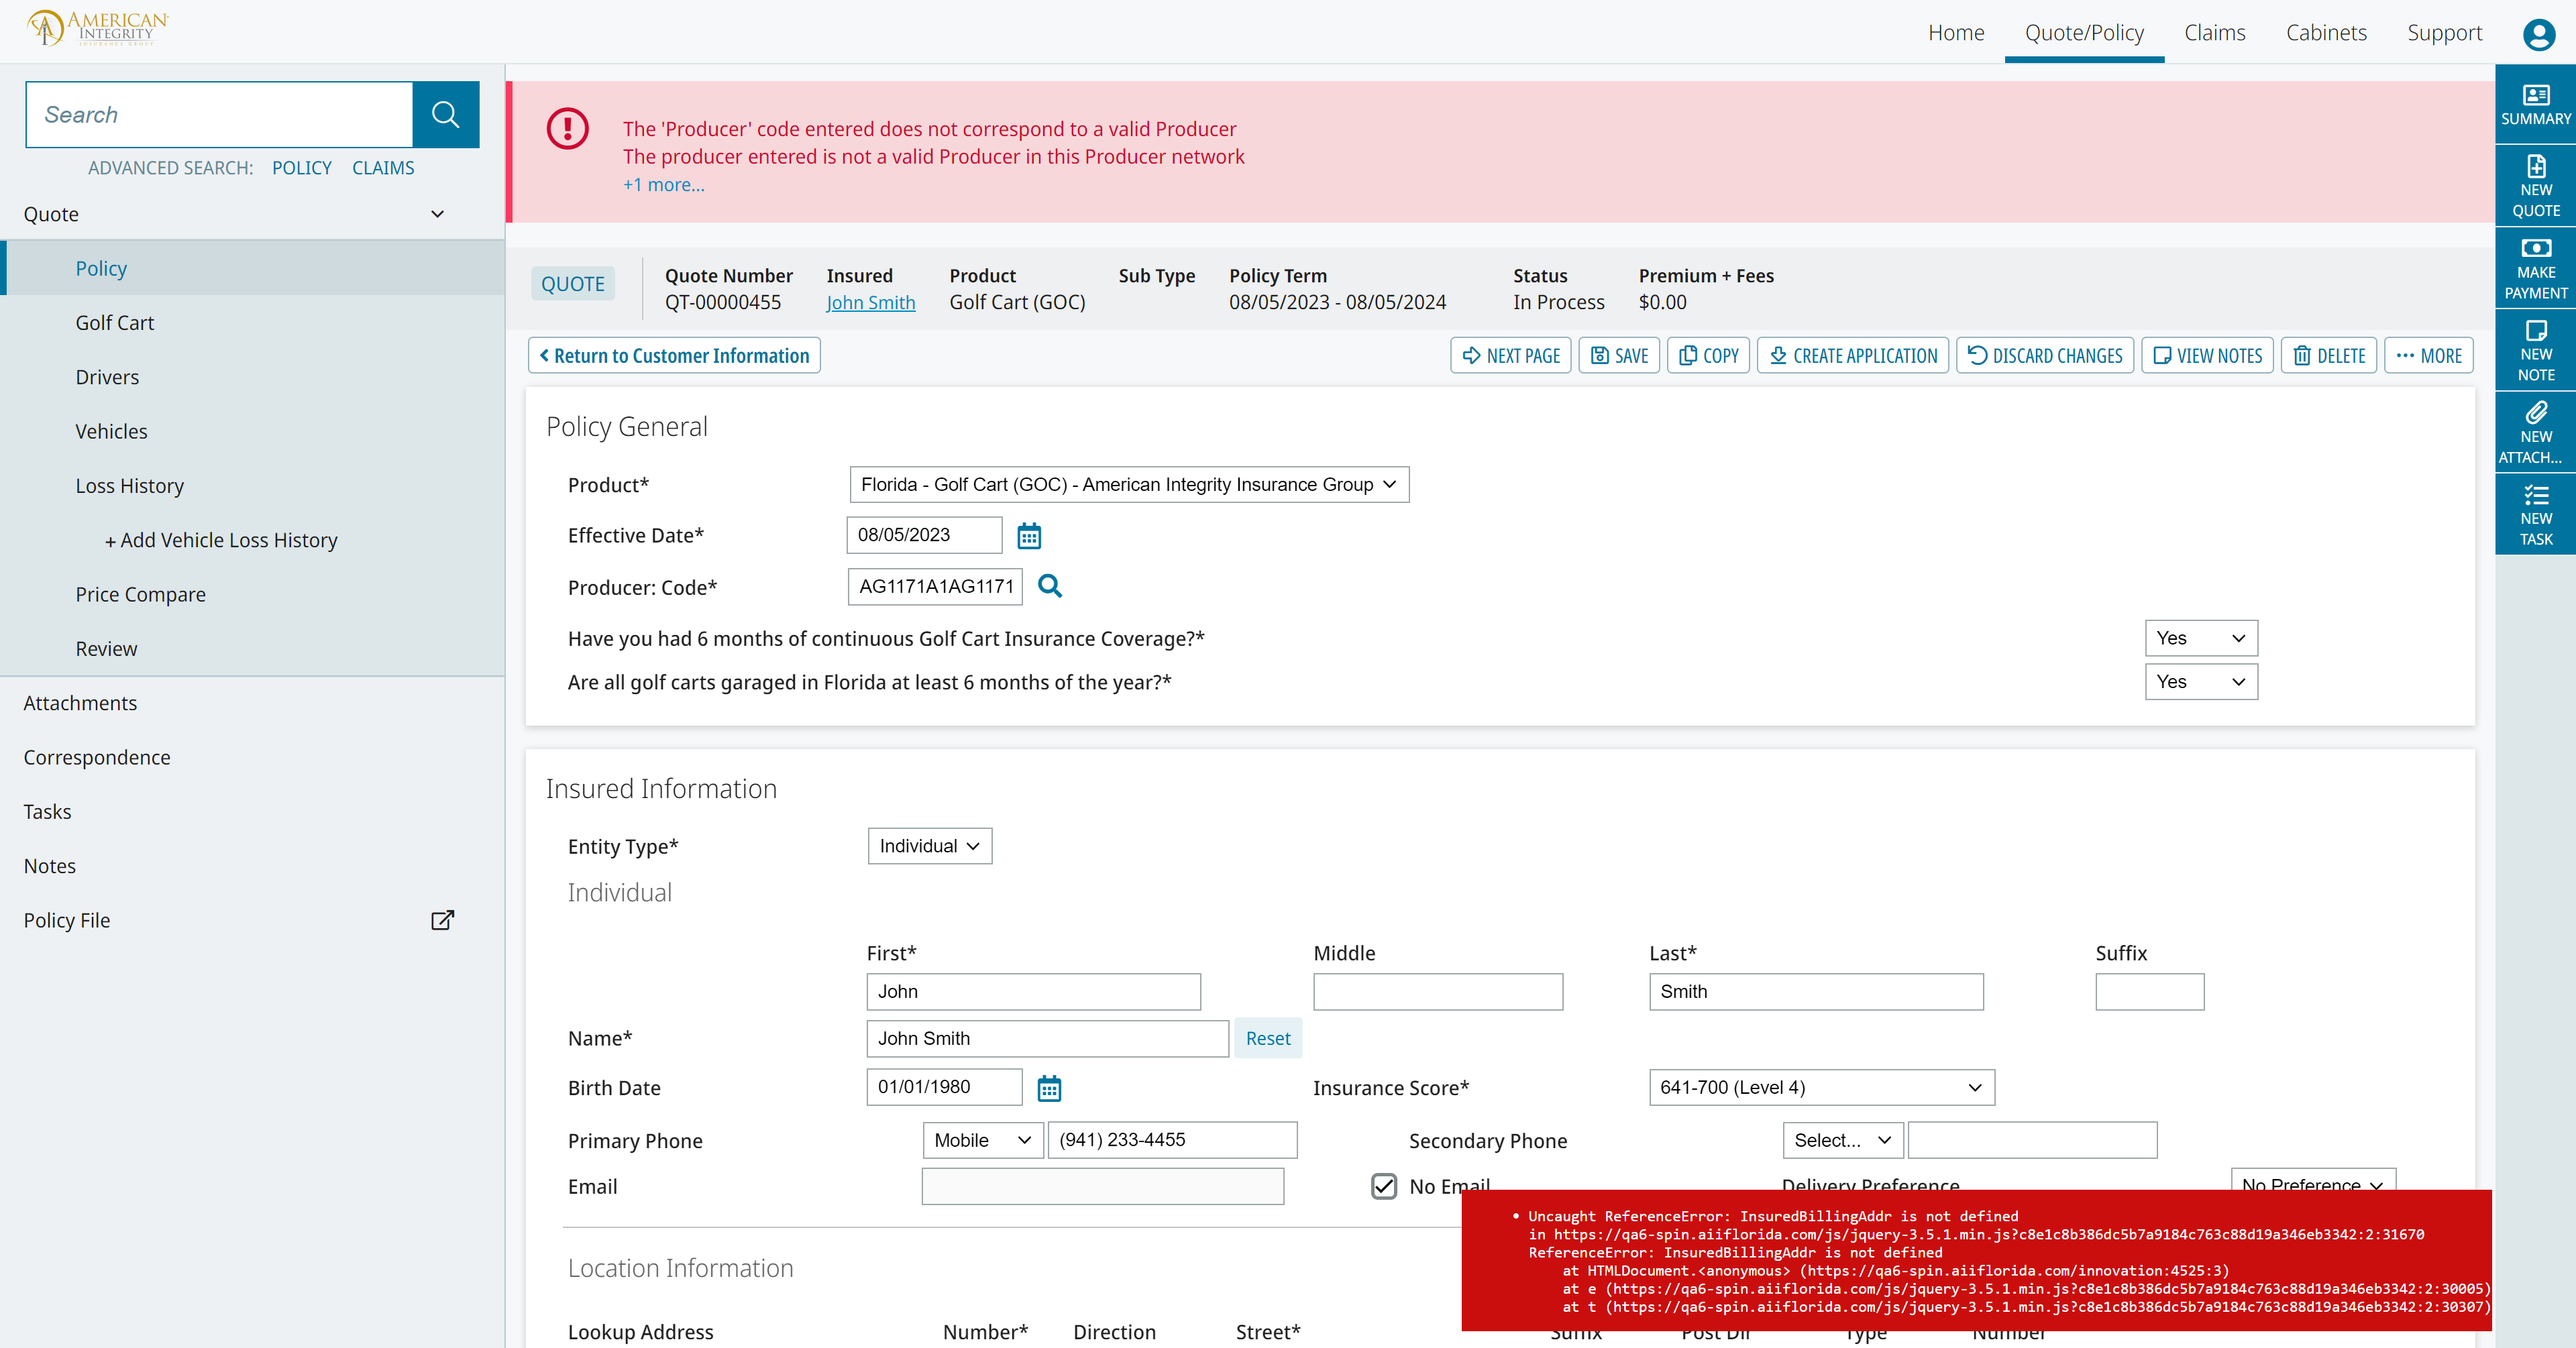 AMERICAN
INTEGRITY
INSURANCE GROUP
Home Quote/Policy Claims Cabinets Support
Search
ADVANCED SEARCH: POLICY CLAIMS
Quote
Policy
Golf Cart
Drivers
Vehicles
Loss History
+ Add Vehicle Loss History
Price Compare
Review
Attachments
Correspondence
Tasks
Notes
Policy File
The 'Producer' code entered does not correspond to a valid Producer
The producer entered is not a valid Producer in this Producer network
+1 more...
QUOTE
Quote Number Insured Product Sub Type Policy Term Status Premium + Fees
QT-00000455 John Smith Golf Cart (GOC) 08/05/2023 - 08/05/2024 In Process $0.00
Return to Customer Information NEXT PAGE SAVE COPY CREATE APPLICATION DISCARD CHANGES VIEW NOTES DELETE MORE
Policy General
Product* Florida - Golf Cart (GOC) - American Integrity Insurance Group
Effective Date* 08/05/2023
Producer: Code* AG1171A1AG1171
Have you had 6 months of continuous Golf Cart Insurance Coverage?* Yes
Are all golf carts garaged in Florida at least 6 months of the year?* Yes
Insured Information
Entity Type* Individual
Individual
First* Middle Last* Suffix
John Smith
Name* John Smith Reset
Birth Date 01/01/1980 Insurance Score* 641-700 (Level 4)
Primary Phone Mobile (941) 233-4455 Secondary Phone Select...
Email No Email Delivery Preference No Preference
Location Information
Lookup Address Number* Direction Street* Suffix Post Dir Type Number
• Uncaught ReferenceError: InsuredBillingAddr is not defined
in https://qa6-spin.aiiflorida.com/js/jquery-3.5.1.min.js?c8e1c8b386dc5b7a9184c763c88d19a346eb3342:2:31670
ReferenceError: InsuredBillingAddr is not defined
at HTMLDocument.<anonymous> (https://qa6-spin.aiiflorida.com/innovation:4525:3)
at e (https://qa6-spin.aiiflorida.com/js/jquery-3.5.1.min.js?c8e1c8b386dc5b7a9184c763c88d19a346eb3342:2:30005)
at t (https://qa6-spin.aiiflorida.com/js/jquery-3.5.1.min.js?c8e1c8b386dc5b7a9184c763c88d19a346eb3342:2:30307)
SUMMARY
NEW
QUOTE
MAKE
PAYMENT
NEW
NOTE
NEW
ATTACH...
NEW
TASK